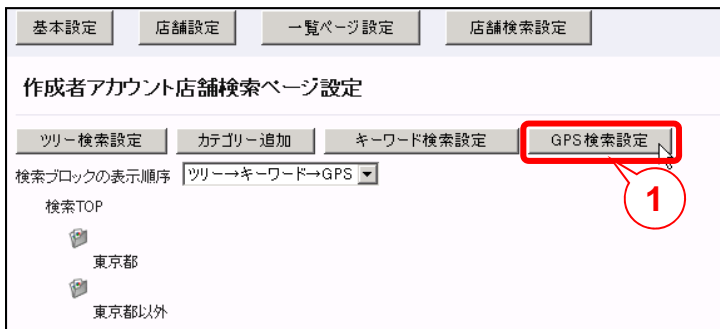 基本設定 店舗設定 一覧ページ設定 店舗検索設定
作成者アカウント店舗検索ページ設定
ツリー検索設定 カテゴリー追加 キーワード検索設定 GPS検索設定
検索ブロックの表示順序 ツリー→キーワード→GPS
1
検索TOP
東京都
東京都以外